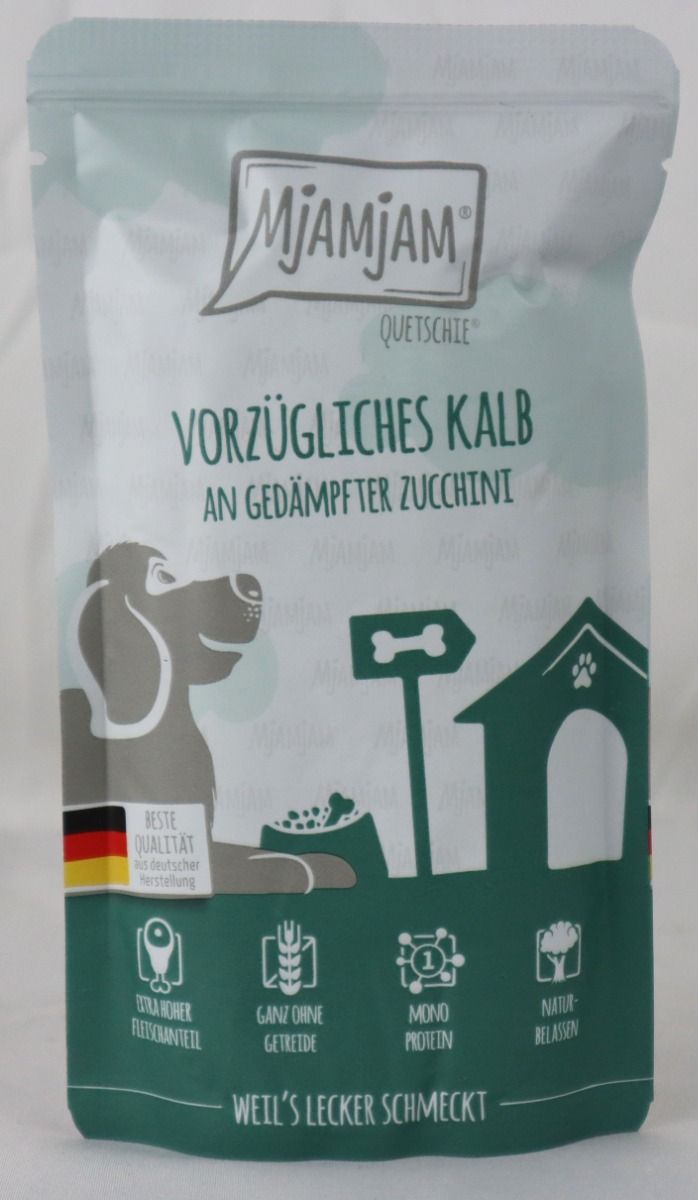 MjAMjAM®
QUETSCHIE®
VORZÜGLICHES KALB
AN GEDÄMPFTER ZUCCHINI
BESTE
QUALITÄT
aus deutscher
Herstellung
EXTRA HOHER
FLEISCHANTEIL
GANZ OHNE
GETREIDE
1
MONO
PROTEIN
NATUR-
BELASSEN
WEIL'S LECKER SCHMECKT